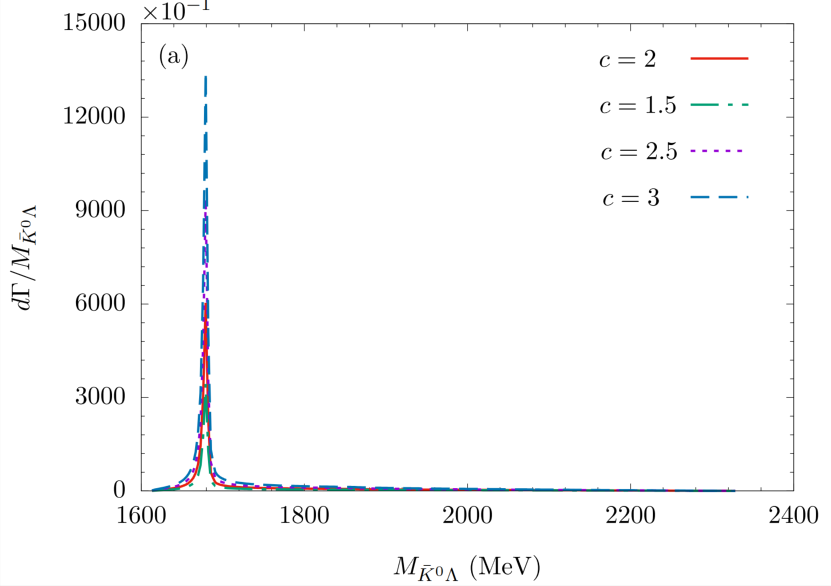 ×10⁻¹
15000
(a)
c = 2
12000
c = 1.5
c = 2.5
9000
c = 3
dΓ/M_{K̄⁰Λ}
6000
3000
0
1600 1800 2000 2200 2400
M_{K̄⁰Λ} (MeV)